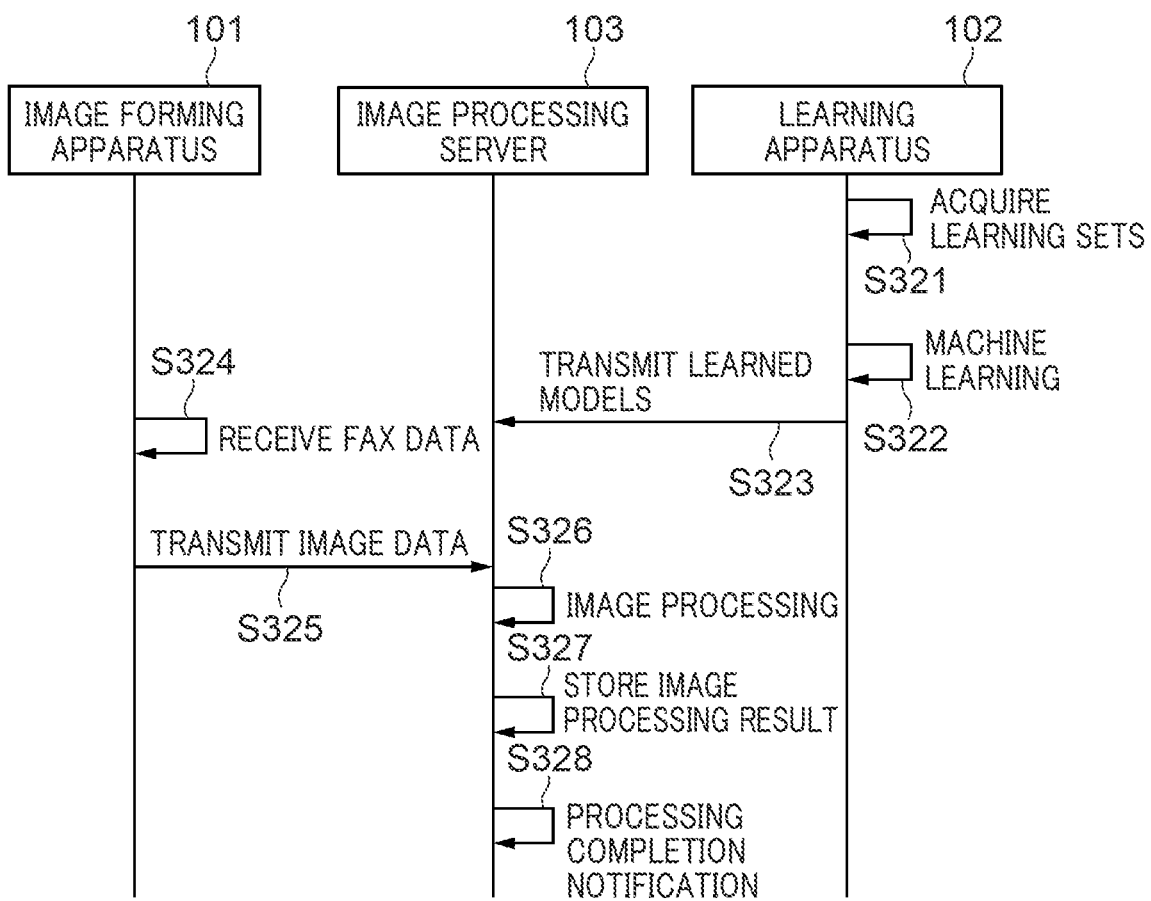 101
103
102
IMAGE FORMING
APPARATUS
IMAGE PROCESSING
SERVER
LEARNING
APPARATUS
ACQUIRE
LEARNING SETS
S321
MACHINE
LEARNING
S322
TRANSMIT LEARNED
MODELS
S323
S324
RECEIVE FAX DATA
TRANSMIT IMAGE DATA
S325
S326
IMAGE PROCESSING
S327
STORE IMAGE
PROCESSING RESULT
S328
PROCESSING
COMPLETION
NOTIFICATION